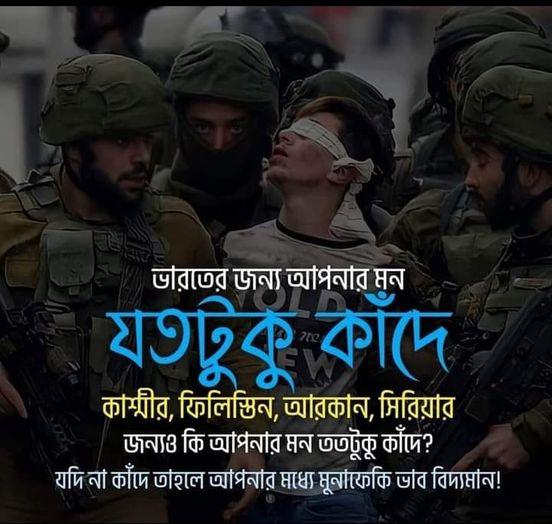 ভারতের জন্য আপনার মন
যতটুকু কাঁদে
কাশ্মীর, ফিলিস্তিন, আরকান, সিরিয়ার
জন্যও কি আপনার মন ততটুকু কাঁদে?
যদি না কাঁদে তাহলে আপনার মধ্যে মুনাফেকি ভাব বিদ্যমান!